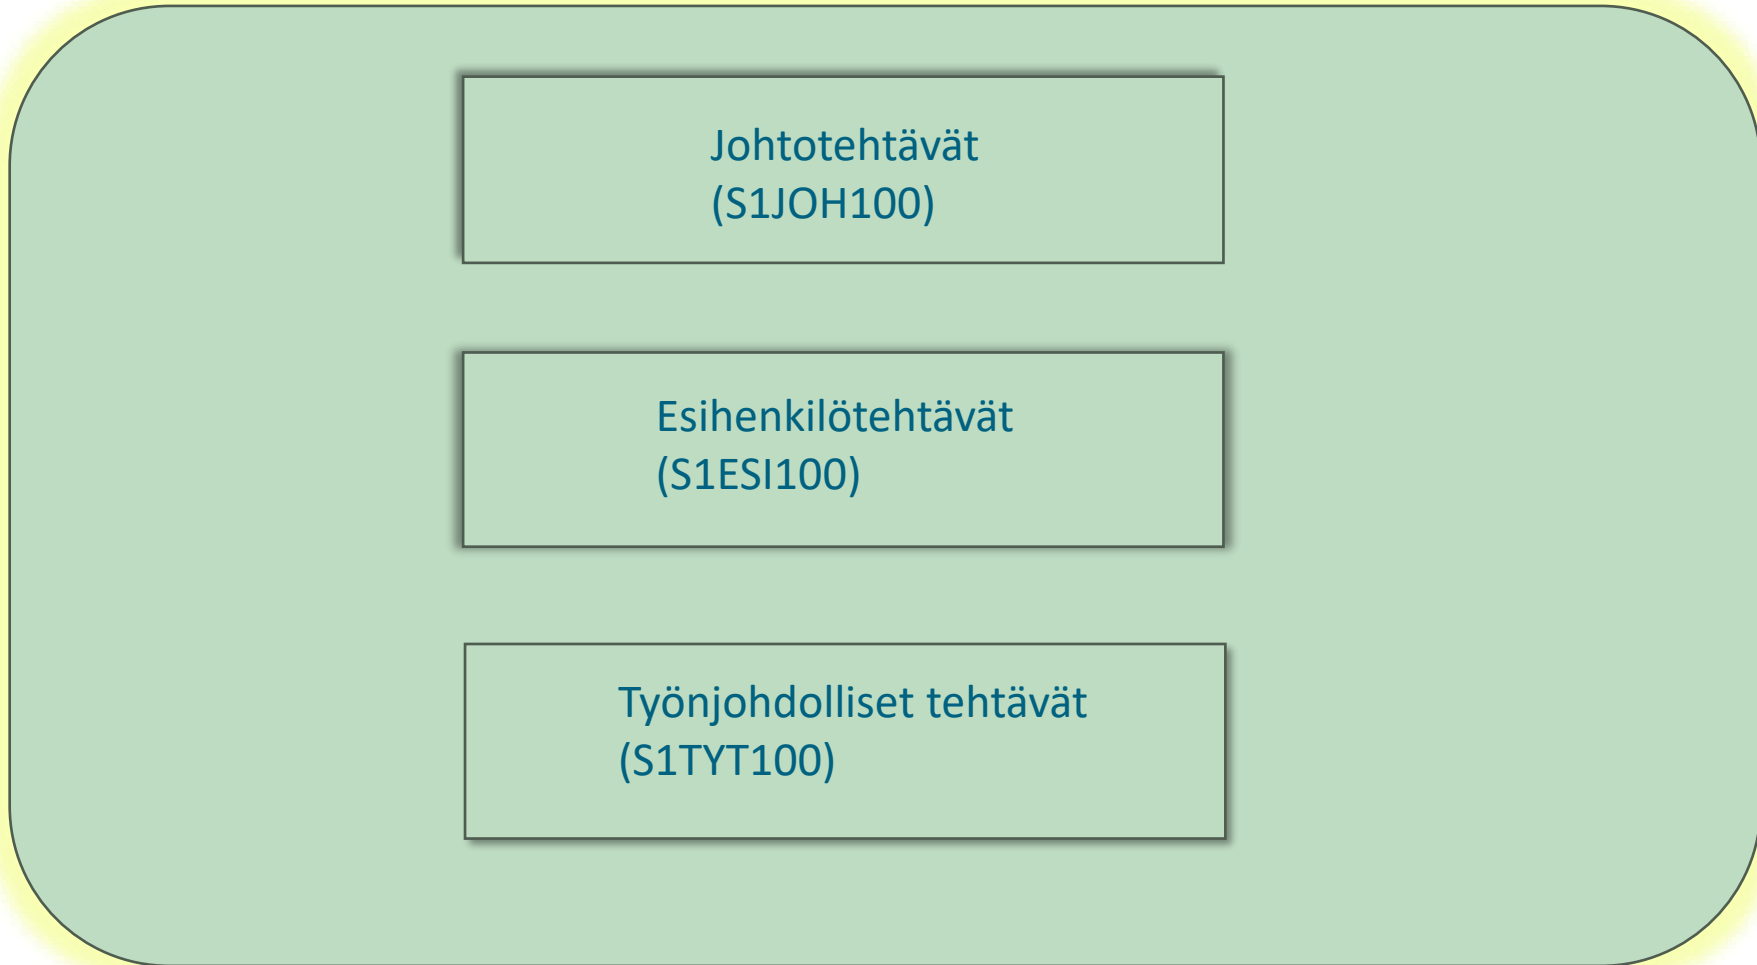 Johtotehtävät
(S1JOH100)
Esihenkilötehtävät
(S1ESI100)
Työnjohdolliset tehtävät
(S1TYT100)